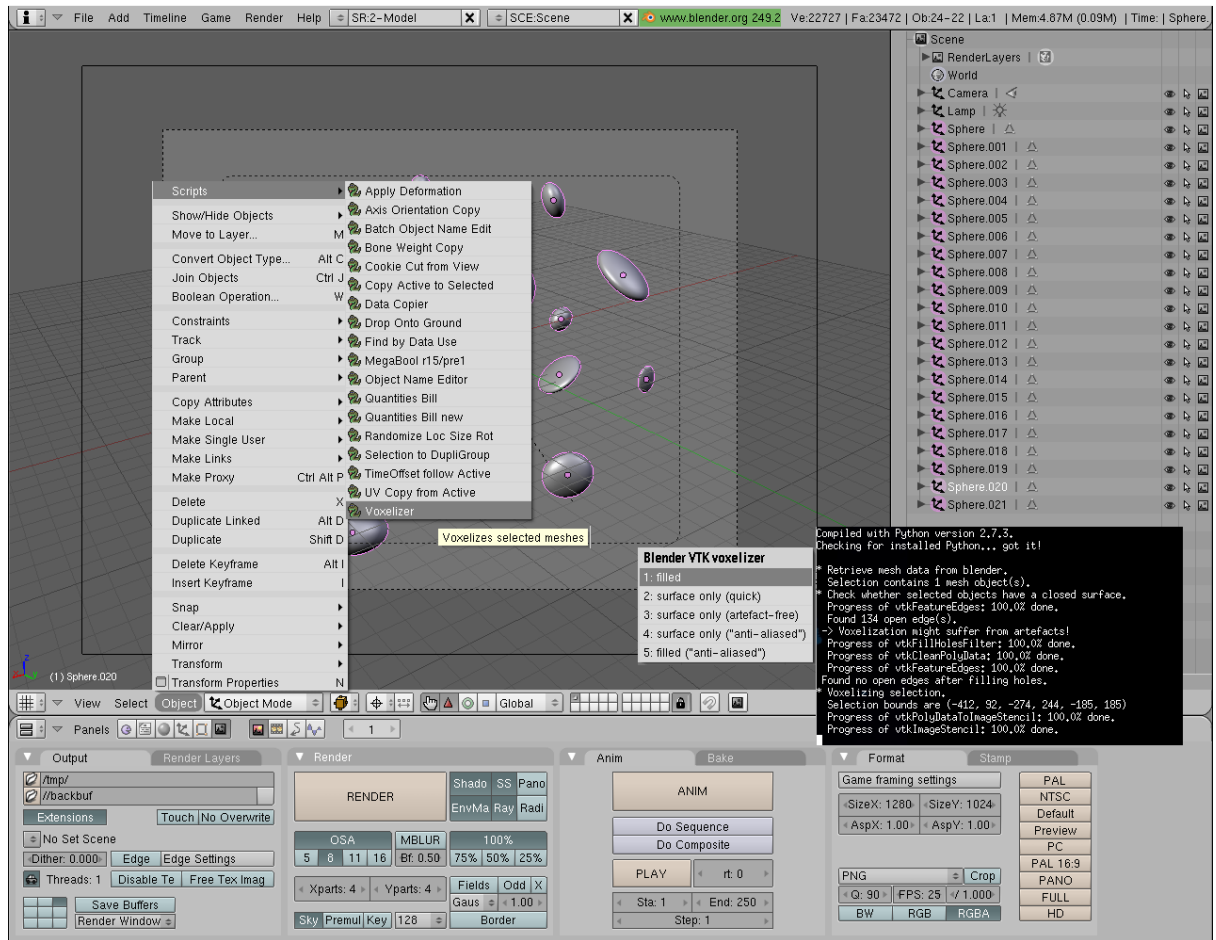 File Add Timeline Game Render Help SR:2-Model X SCE:Scene X www.blender.org 249.2 Ve:22727 | Fa:23472 | Ob:24-22 | La:1 | Mem:4.87M (0.09M) | Time: | Sphere.
Scene
RenderLayers |
World
Camera |
Lamp |
Sphere |
Sphere.001 |
Sphere.002 |
Sphere.003 |
Sphere.004 |
Sphere.005 |
Sphere.006 |
Sphere.007 |
Sphere.008 |
Sphere.009 |
Sphere.010 |
Sphere.011 |
Sphere.012 |
Sphere.013 |
Sphere.014 |
Sphere.015 |
Sphere.016 |
Sphere.017 |
Sphere.018 |
Sphere.019 |
Sphere.020 |
Sphere.021 |
Scripts
Show/Hide Objects
Move to Layer... M
Convert Object Type... Alt C
Join Objects Ctrl J
Boolean Operation... W
Constraints
Track
Group
Parent
Copy Attributes
Make Local
Make Single User
Make Links
Make Proxy Ctrl Alt P
Delete X
Duplicate Linked Alt D
Duplicate Shift D
Delete Keyframe Alt I
Insert Keyframe I
Snap
Clear/Apply
Mirror
Transform
Transform Properties N
Apply Deformation
Axis Orientation Copy
Batch Object Name Edit
Bone Weight Copy
Cookie Cut from View
Copy Active to Selected
Data Copier
Drop Onto Ground
Find by Data Use
MegaBool r15/pre1
Object Name Editor
Quantities Bill
Quantities Bill new
Randomize Loc Size Rot
Selection to DupliGroup
TimeOffset follow Active
UV Copy from Active
Voxelizer
Voxelizes selected meshes
Blender VTK voxelizer
1: filled
2: surface only (quick)
3: surface only (artefact-free)
4: surface only ("anti-aliased")
5: filled ("anti-aliased")
Compiled with Python version 2.7.3.
Checking for installed Python... got it!
* Retrieve mesh data from blender.
Selection contains 1 mesh object(s).
* Check whether selected objects have a closed surface.
Progress of vtkFeatureEdges: 100.0% done.
Found 134 open edge(s).
-> Voxelization might suffer from artefacts!
Progress of vtkFillHolesFilter: 100.0% done.
Progress of vtkCleanPolyData: 100.0% done.
Progress of vtkFeatureEdges: 100.0% done.
Found no open edges after filling holes.
* Voxelizing selection.
Selection bounds are (-412, 92, -274, 244, -185, 185)
Progress of vtkPolyDataToImageStencil: 100.0% done.
Progress of vtkImageStencil: 100.0% done.
(1) Sphere.020
View Select Object Object Mode Global
Panels 1
Output Render Layers
/tmp/
//backbuf
Extensions Touch No Overwrite
No Set Scene
Dither: 0.000 Edge Edge Settings
Threads: 1 Disable Te Free Tex Imag
Save Buffers
Render Window
Render
RENDER
Shado SS Pano
EnvMa Ray Radi
OSA MBLUR 100%
5 8 11 16 Bf: 0.50 75% 50% 25%
Xparts: 4 Yparts: 4 Fields Odd X
Gaus 1.00
Sky Premul Key 128 Border
Anim Bake
ANIM
Do Sequence
Do Composite
PLAY rt: 0
Sta: 1 End: 250
Step: 1
Format Stamp
Game framing settings
SizeX: 1280 SizeY: 1024
AspX: 1.00 AspY: 1.00
PNG Crop
Q: 90 FPS: 25 / 1.000
BW RGB RGBA
PAL
NTSC
Default
Preview
PC
PAL 16:9
PANO
FULL
HD